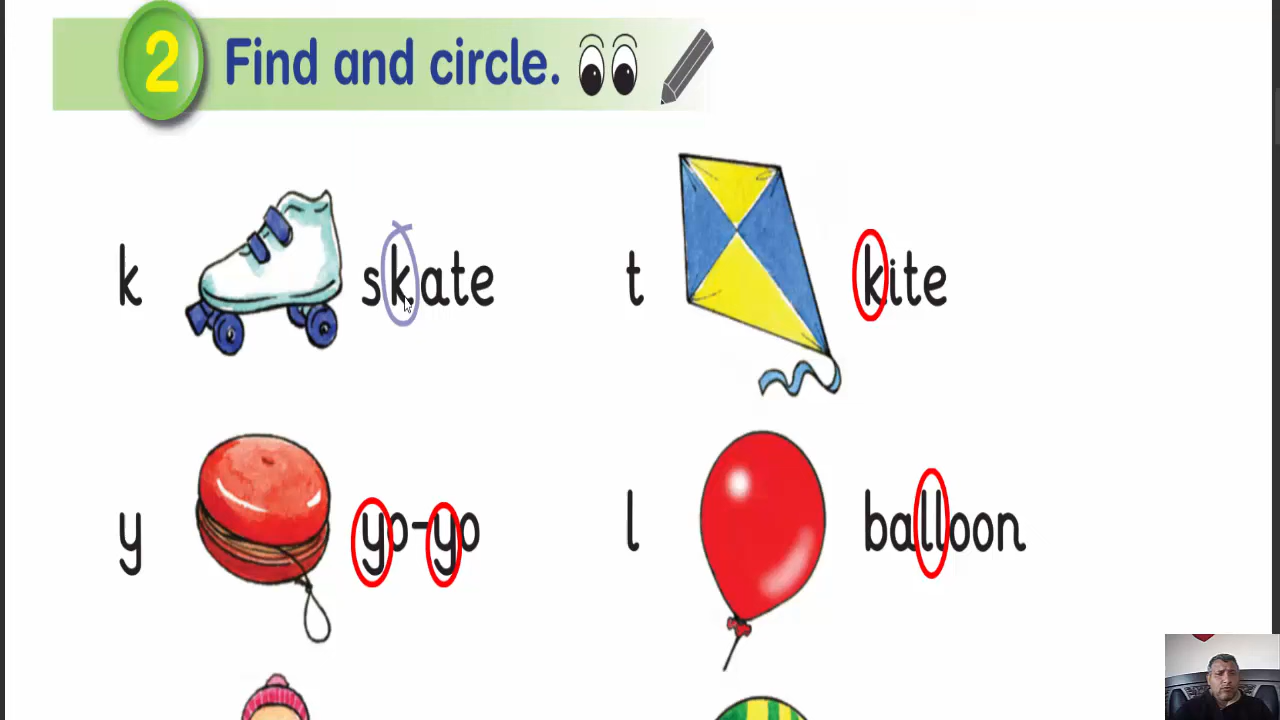 2 Find and circle.
k skate t kite
y yo-yo l balloon